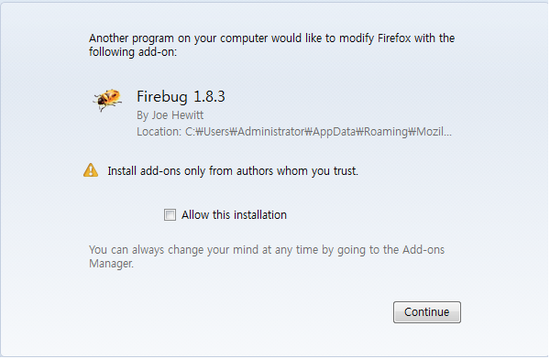 Another program on your computer would like to modify Firefox with the
following add-on:
Firebug 1.8.3
By Joe Hewitt
Location: C:₩Users₩Administrator₩AppData₩Roaming₩Mozil...
Install add-ons only from authors whom you trust.
Allow this installation
You can always change your mind at any time by going to the Add-ons
Manager.
Continue